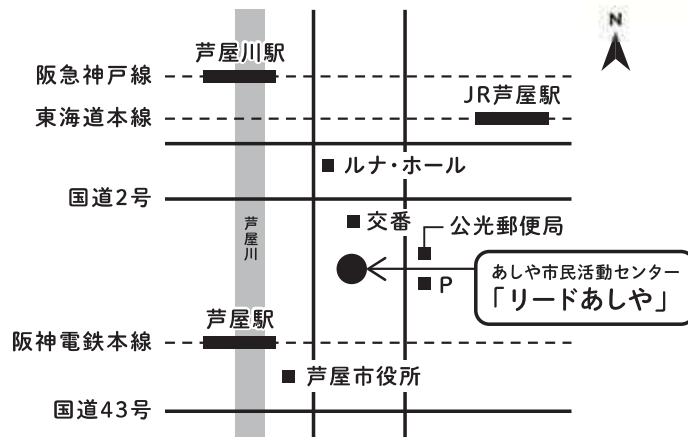 N
芦屋川駅
阪急神戸線
JR芦屋駅
東海道本線
ルナ・ホール
国道2号
交番
公光郵便局
芦屋川
あしや市民活動センター
「リードあしや」
P
芦屋駅
阪神電鉄本線
芦屋市役所
国道43号